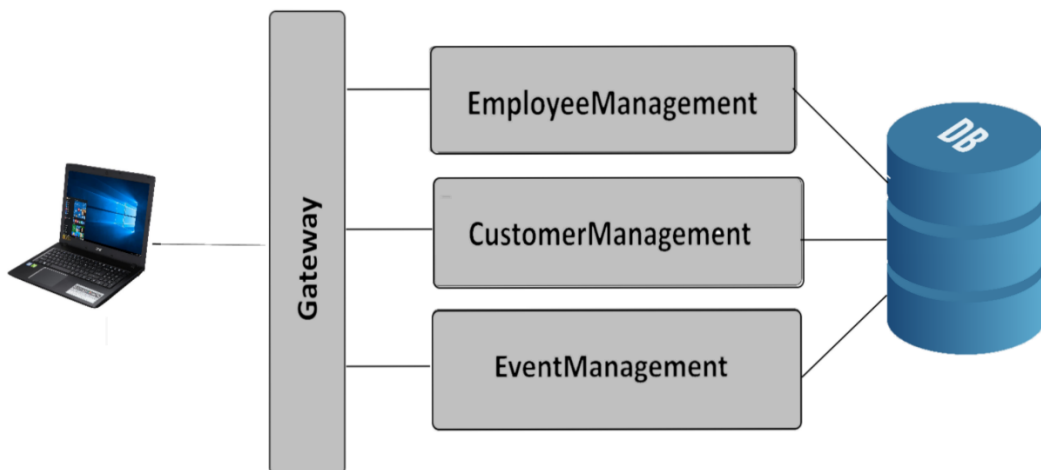 Gateway
EmployeeManagement
CustomerManagement
EventManagement
DB